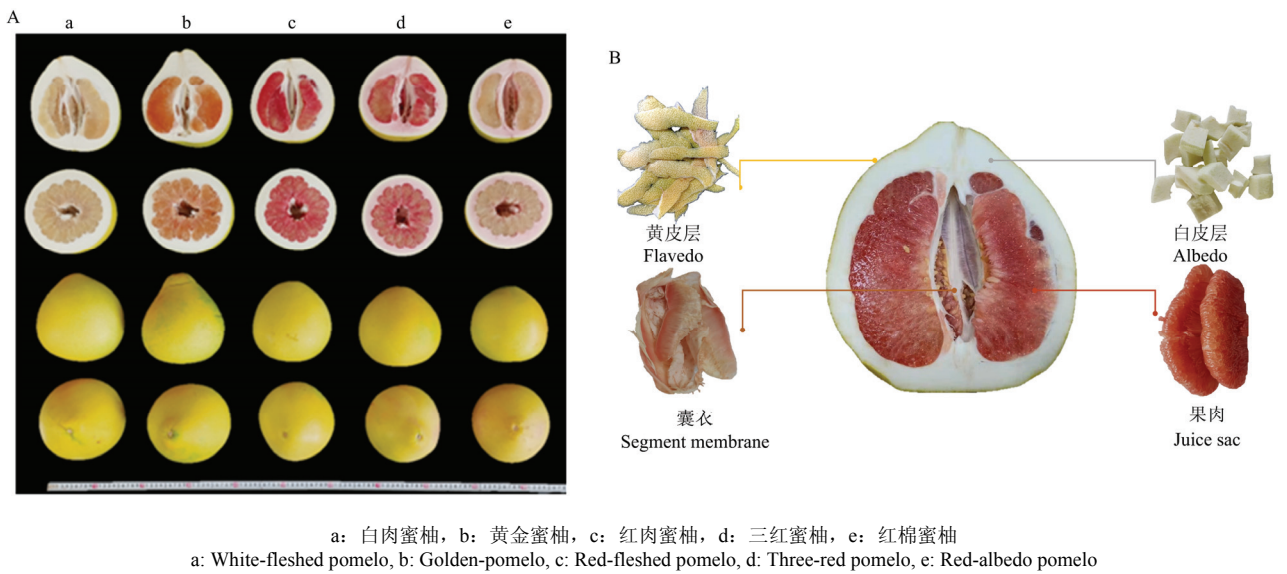 A
a b c d e
B
黄皮层
Flavedo
白皮层
Albedo
囊衣
Segment membrane
果肉
Juice sac
a：白肉蜜柚，b：黄金蜜柚，c：红肉蜜柚，d：三红蜜柚，e：红棉蜜柚
a: White-fleshed pomelo, b: Golden-pomelo, c: Red-fleshed pomelo, d: Three-red pomelo, e: Red-albedo pomelo